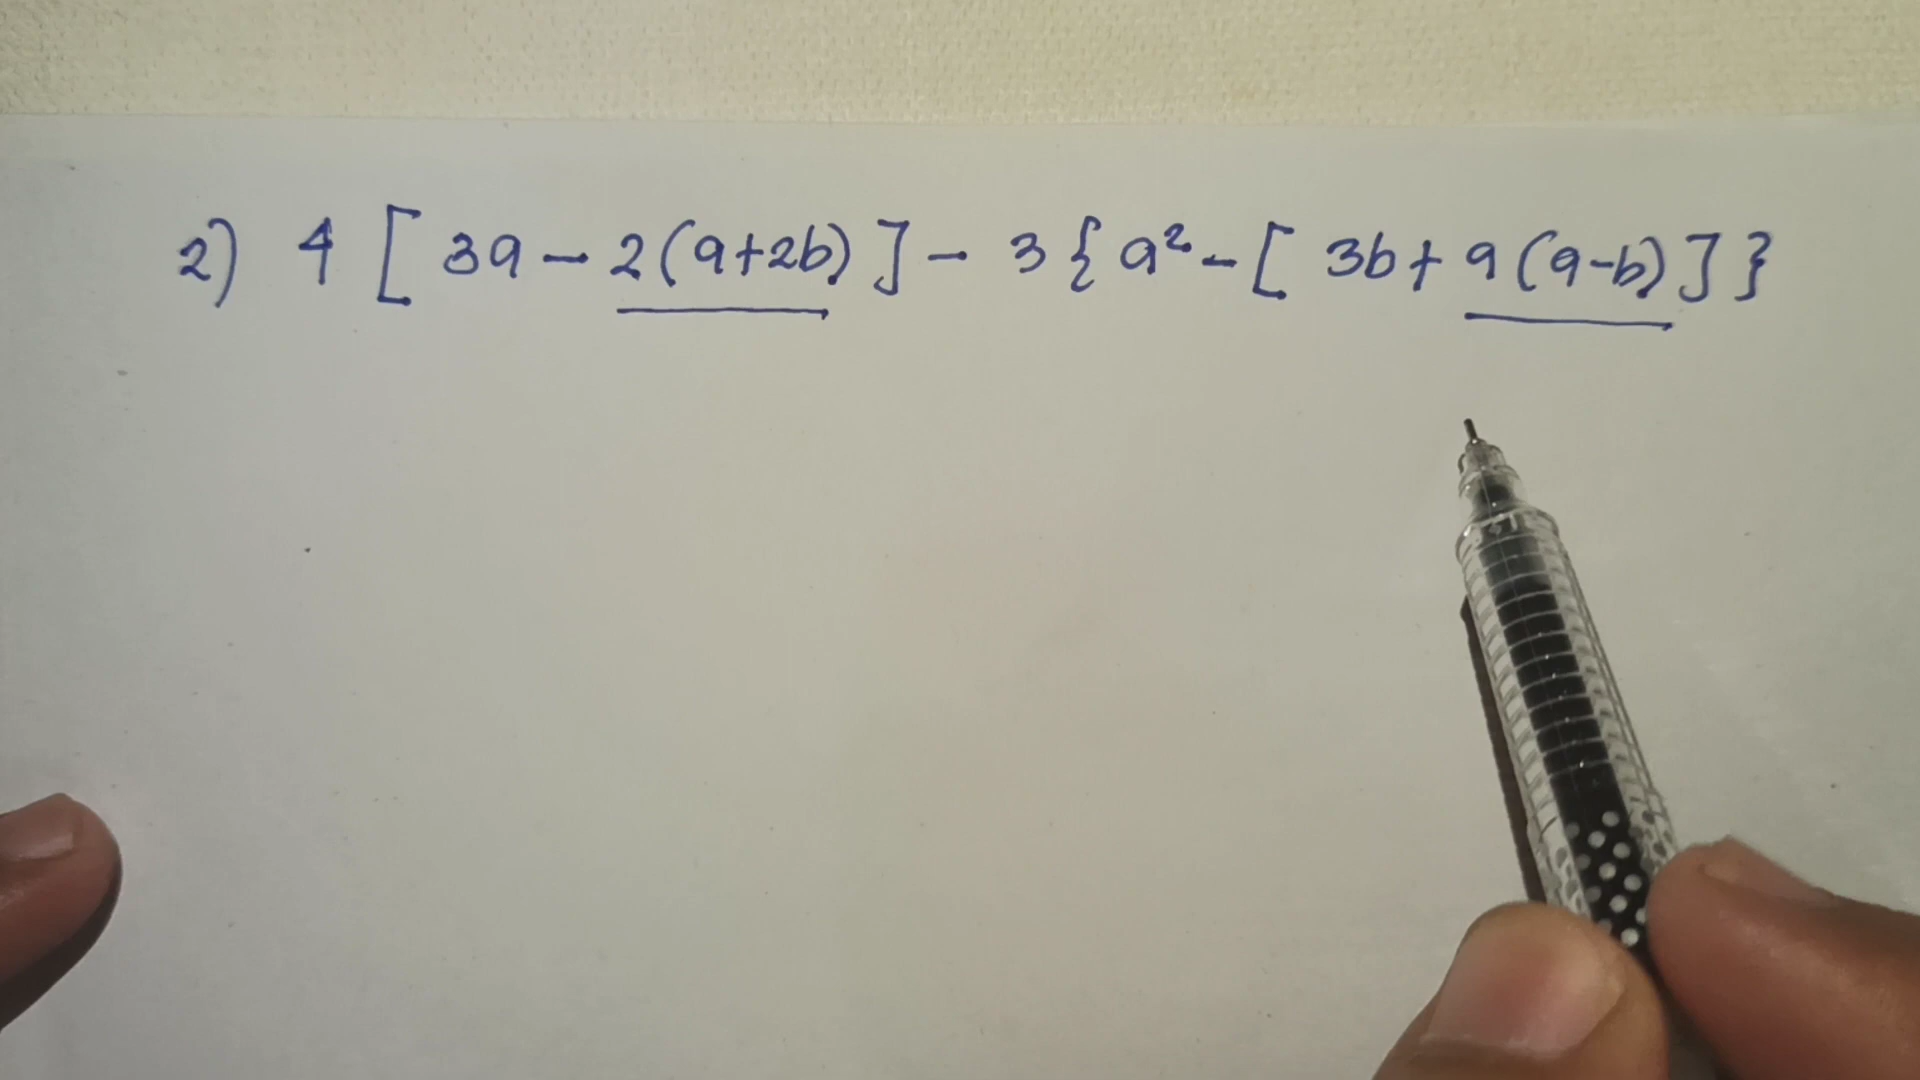 2) 4 [ 3a - 2(a+2b) ] - 3 { a² - [ 3b + a(a-b) ] }